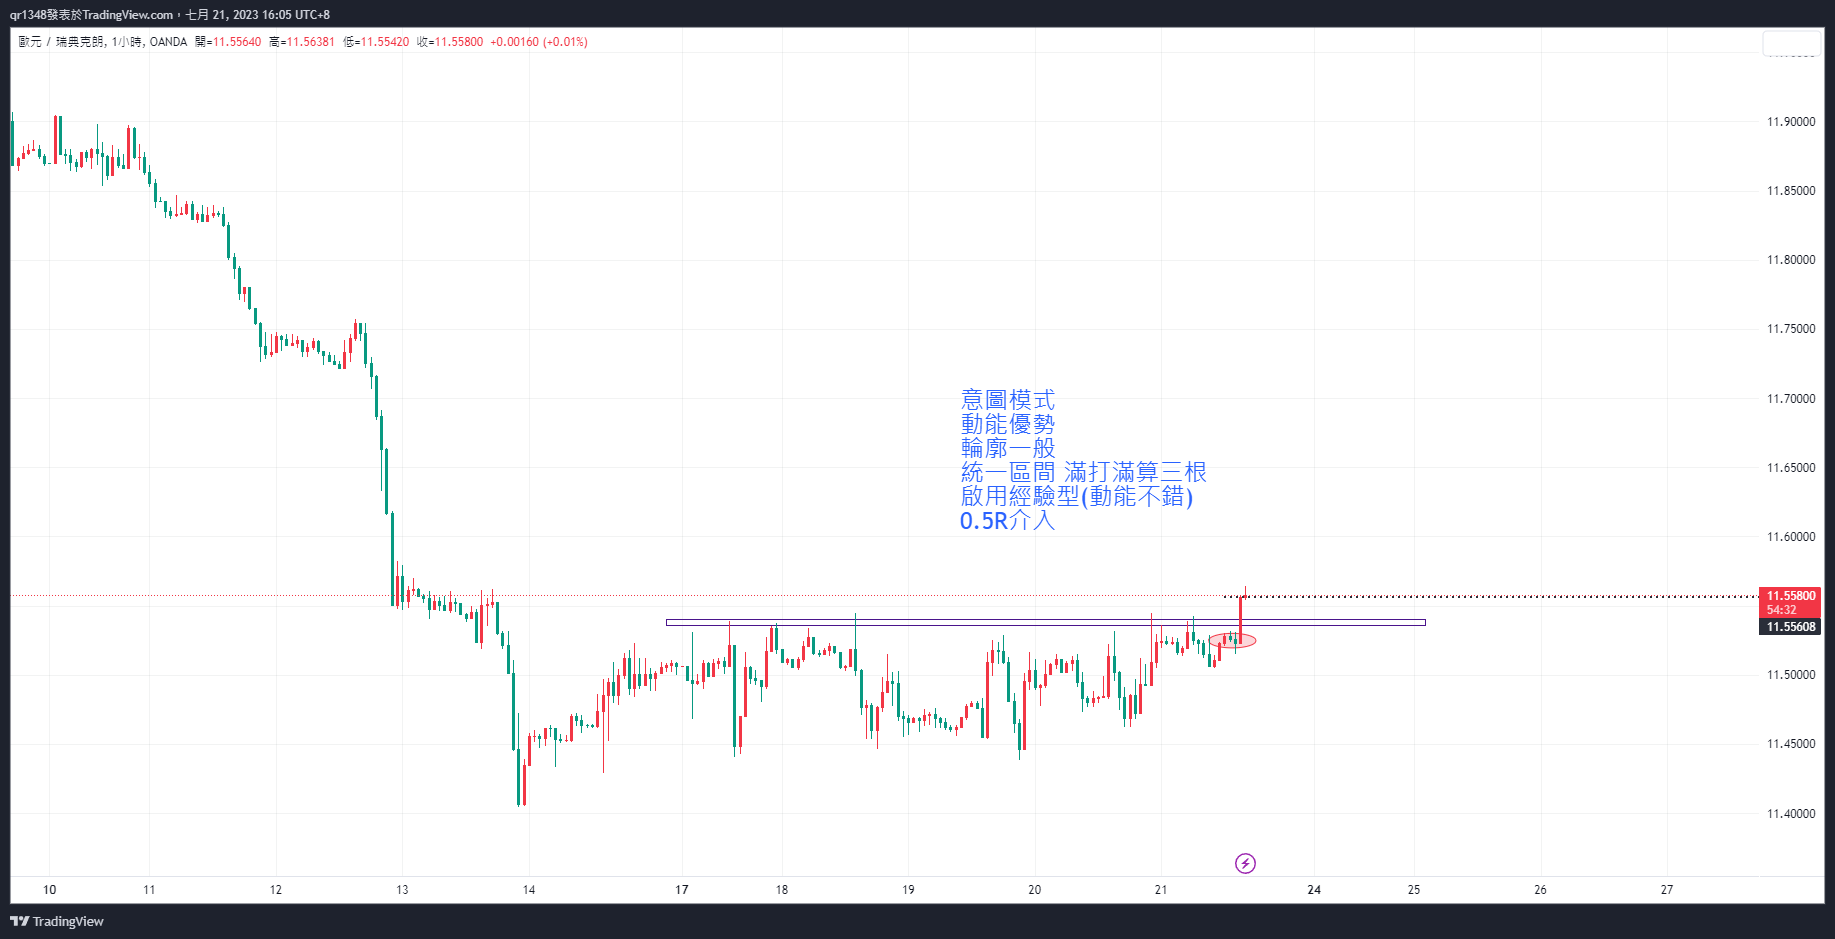 qr1348發表於TradingView.com，七月 21, 2023 16:05 UTC+8
歐元 / 瑞典克朗, 1小時, OANDA 開=11.55640 高=11.56381 低=11.55420 收=11.55800 +0.00160 (+0.01%)
11.90000
11.85000
11.80000
11.75000
11.70000
意圖模式
動能優勢
輪廓一般
統一區間 滿打滿算三根
啟用經驗型(動能不錯)
0.5R介入
11.65000
11.60000
11.55800
54:32
11.55608
11.50000
11.45000
11.40000
10 11 12 13 14 17 18 19 20 21 24 25 26 27
TradingView